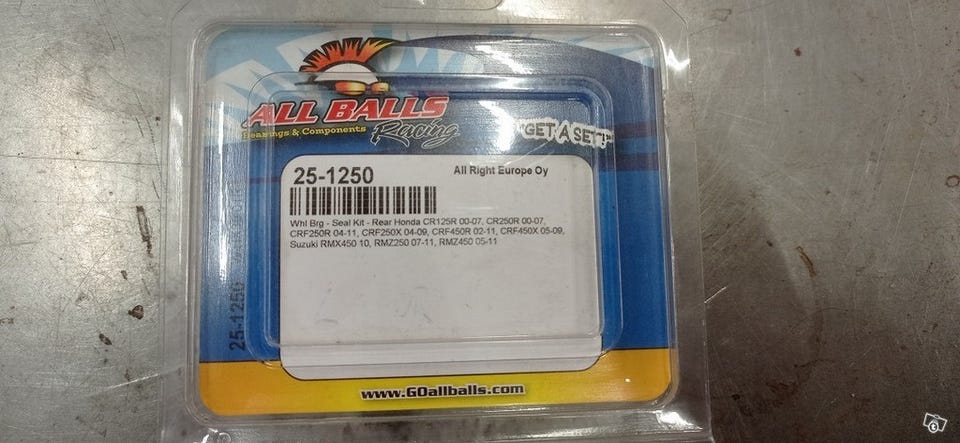 ALL BALLS
Racing
Bearings & Components
"GET A SET!"
25-1250
All Right Europe Oy
Whl Brg - Seal Kit - Rear Honda CR125R 00-07, CR250R 00-07,
CRF250R 04-11, CRF250X 04-09, CRF450R 02-11, CRF450X 05-09,
Suzuki RMX450 10, RMZ250 07-11, RMZ450 05-11
25-1250
www.GOallballs.com